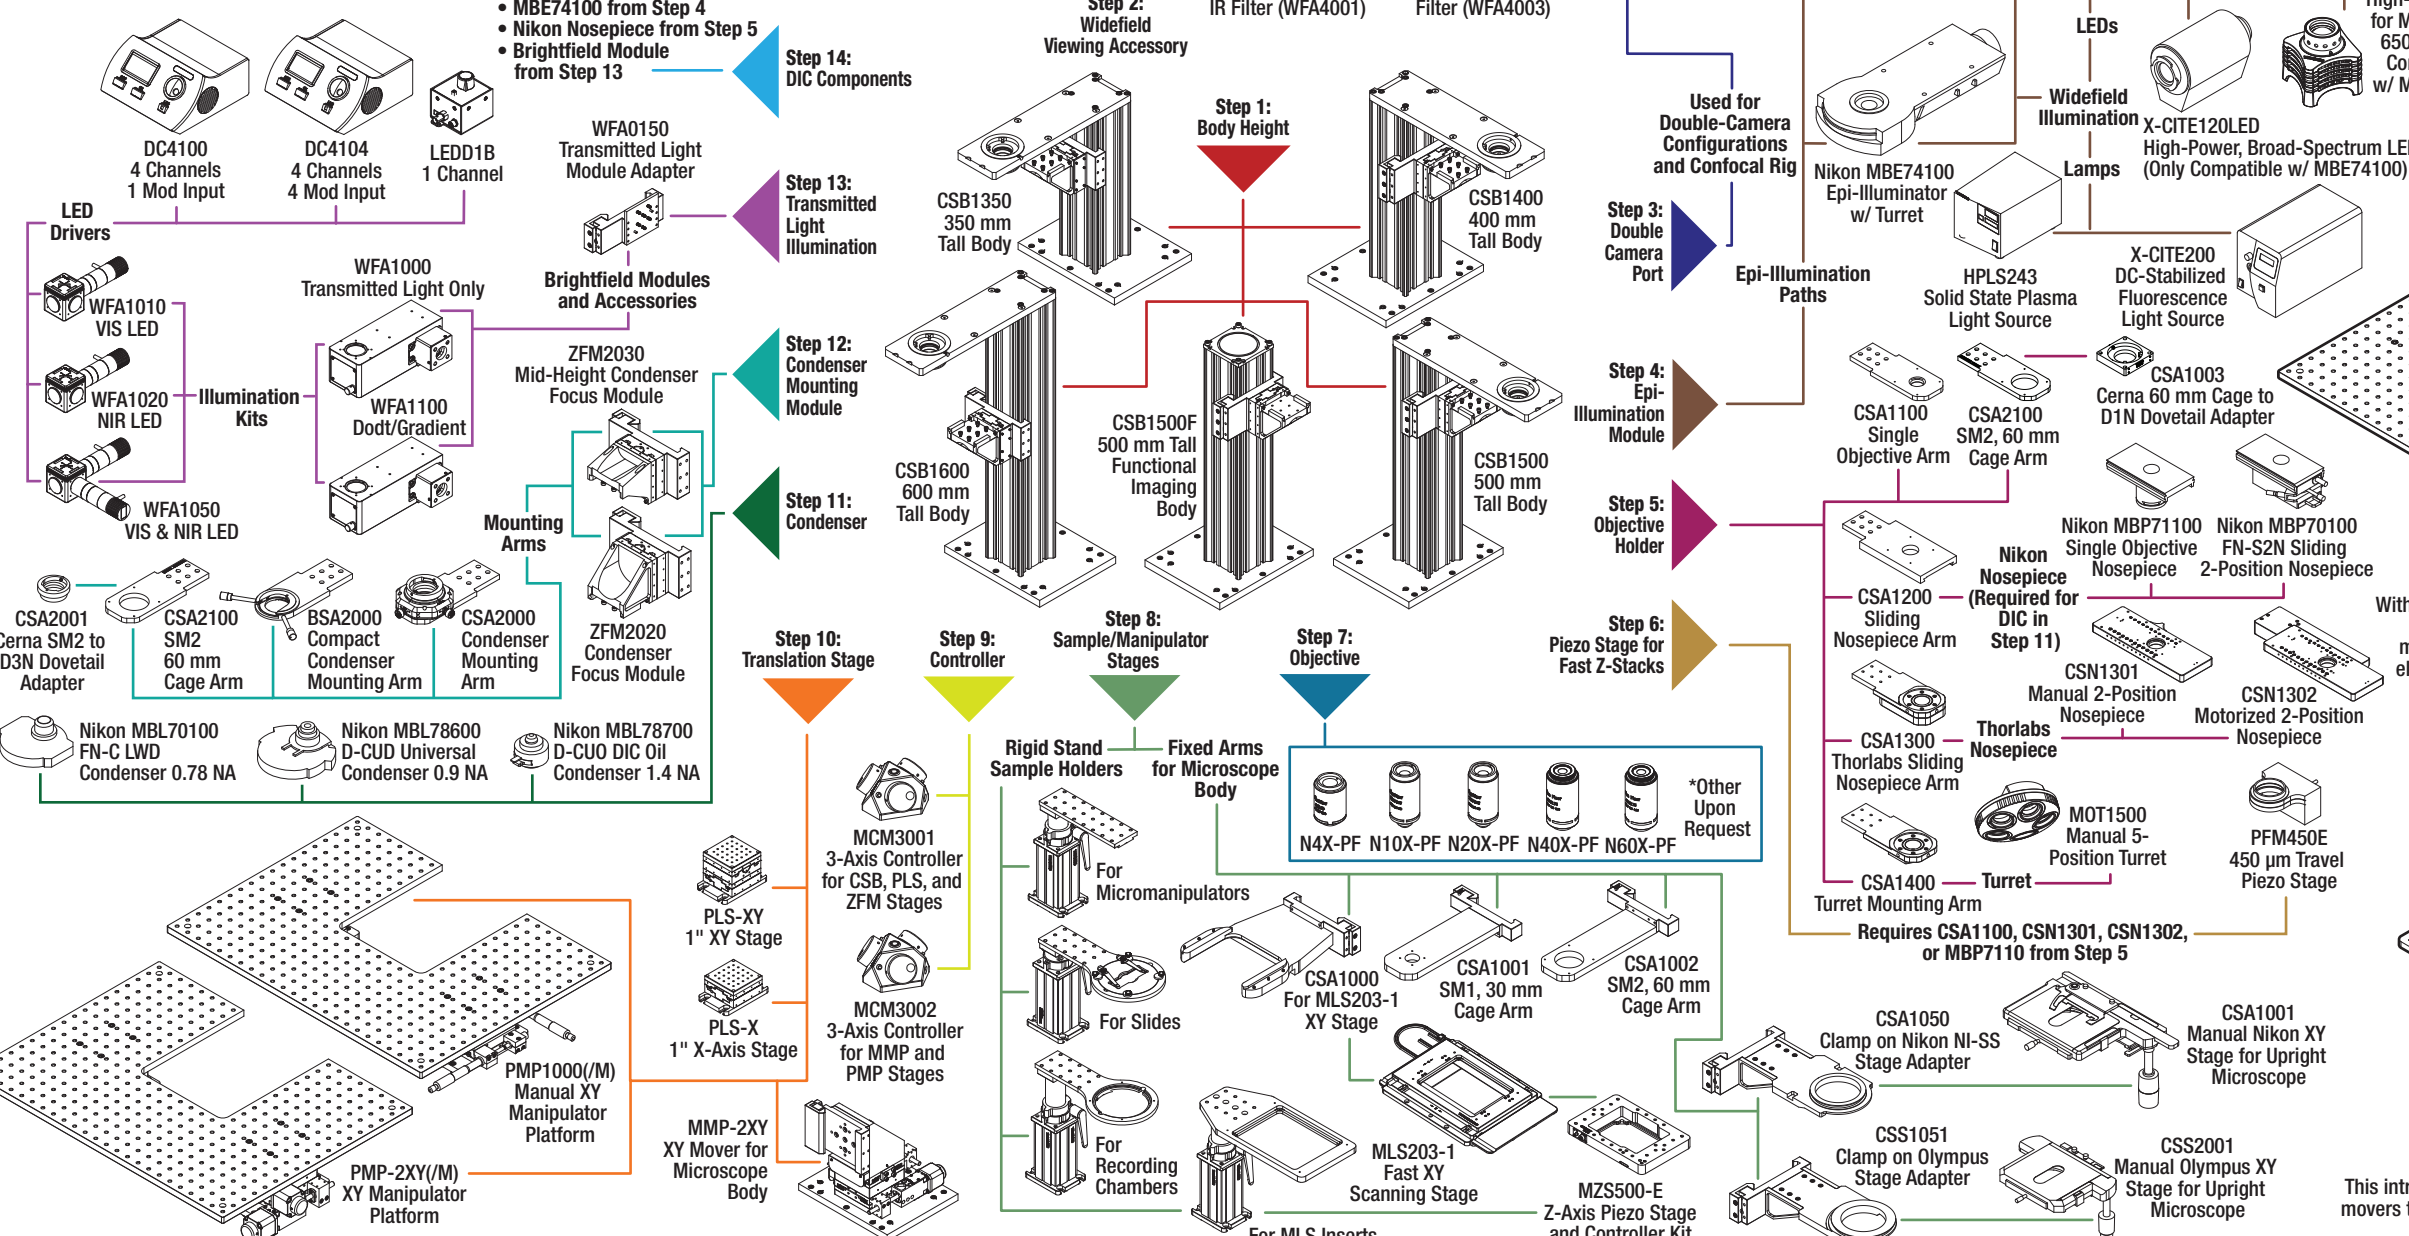 • MBE74100 from Step 4
• Nikon Nosepiece from Step 5
• Brightfield Module
from Step 13
Step 14:
DIC Components
Step 2:
Widefield
Viewing Accessory
IR Filter (WFA4001)
Filter (WFA4003)
DC4100
4 Channels
1 Mod Input
DC4104
4 Channels
4 Mod Input
LEDD1B
1 Channel
LED
Drivers
WFA0150
Transmitted Light
Module Adapter
Step 13:
Transmitted
Light
Illumination
Brightfield Modules
and Accessories
WFA1010
VIS LED
WFA1020
NIR LED
WFA1050
VIS & NIR LED
Illumination
Kits
WFA1000
Transmitted Light Only
WFA1100
Dodt/Gradient
ZFM2030
Mid-Height Condenser
Focus Module
Step 12:
Condenser
Mounting
Module
Step 11:
Condenser
Mounting
Arms
ZFM2020
Condenser
Focus Module
CSA2001
Cerna SM2 to
D3N Dovetail
Adapter
CSA2100
SM2
60 mm
Cage Arm
BSA2000
Compact
Condenser
Mounting Arm
CSA2000
Condenser
Mounting
Arm
Nikon MBL70100
FN-C LWD
Condenser 0.78 NA
Nikon MBL78600
D-CUD Universal
Condenser 0.9 NA
Nikon MBL78700
D-CUO DIC Oil
Condenser 1.4 NA
Step 1:
Body Height
CSB1350
350 mm
Tall Body
CSB1400
400 mm
Tall Body
CSB1600
600 mm
Tall Body
CSB1500F
500 mm Tall
Functional
Imaging
Body
CSB1500
500 mm
Tall Body
Used for
Double-Camera
Configurations
and Confocal Rig
Step 3:
Double
Camera
Port
Epi-Illumination
Paths
Step 4:
Epi-
Illumination
Module
Nikon MBE74100
Epi-Illuminator
w/ Turret
LEDs
Widefield
Illumination
Lamps
X-CITE120LED
High-Power, Broad-Spectrum LE
(Only Compatible w/ MBE74100)
High-
for M
650
Co
w/ M
HPLS243
Solid State Plasma
Light Source
X-CITE200
DC-Stabilized
Fluorescence
Light Source
CSA1100
Single
Objective Arm
CSA2100
SM2, 60 mm
Cage Arm
CSA1003
Cerna 60 mm Cage to
D1N Dovetail Adapter
Step 5:
Objective
Holder
CSA1200
Sliding
Nosepiece Arm
Nikon
Nosepiece
(Required for
DIC in
Step 11)
Nikon MBP71100
Single Objective
Nosepiece
Nikon MBP70100
FN-S2N Sliding
2-Position Nosepiece
CSN1301
Manual 2-Position
Nosepiece
CSN1302
Motorized 2-Position
Nosepiece
CSA1300
Thorlabs Sliding
Nosepiece Arm
Thorlabs
Nosepiece
CSA1400
Turret Mounting Arm
Turret
MOT1500
Manual 5-
Position Turret
PFM450E
450 µm Travel
Piezo Stage
Step 6:
Piezo Stage for
Fast Z-Stacks
Requires CSA1100, CSN1301, CSN1302,
or MBP7110 from Step 5
Step 10:
Translation Stage
Step 9:
Controller
Step 8:
Sample/Manipulator
Stages
Step 7:
Objective
N4X-PF N10X-PF N20X-PF N40X-PF N60X-PF
*Other
Upon
Request
PLS-XY
1" XY Stage
PLS-X
1" X-Axis Stage
PMP1000(/M)
Manual XY
Manipulator
Platform
PMP-2XY(/M)
XY Manipulator
Platform
MMP-2XY
XY Mover for
Microscope
Body
MCM3001
3-Axis Controller
for CSB, PLS, and
ZFM Stages
MCM3002
3-Axis Controller
for MMP and
PMP Stages
Rigid Stand
Sample Holders
Fixed Arms
for Microscope
Body
For
Micromanipulators
For Slides
For
Recording
Chambers
For MLS Inserts
CSA1000
For MLS203-1
XY Stage
CSA1001
SM1, 30 mm
Cage Arm
CSA1002
SM2, 60 mm
Cage Arm
MLS203-1
Fast XY
Scanning Stage
MZS500-E
Z-Axis Piezo Stage
and Controller Kit
CSA1050
Clamp on Nikon NI-SS
Stage Adapter
CSA1001
Manual Nikon XY
Stage for Upright
Microscope
CSS1051
Clamp on Olympus
Stage Adapter
CSS2001
Manual Olympus XY
Stage for Upright
Microscope
With
m
el
This intr
movers t